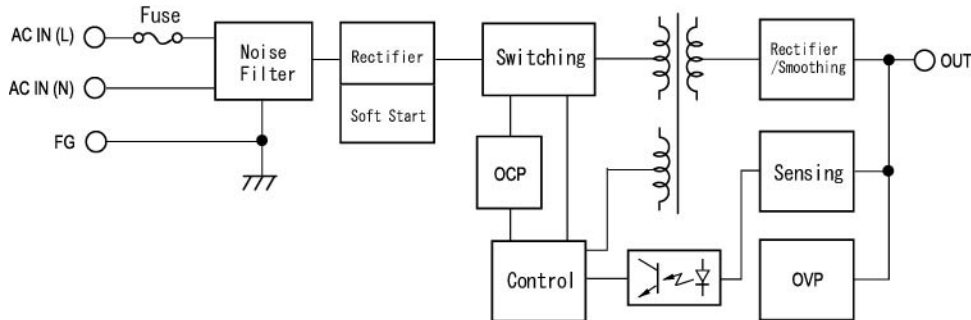 Fuse
AC IN (L)
Noise
Filter
Rectifier
Soft Start
Switching
Rectifier
/Smoothing
OUT
AC IN (N)
FG
OCP
Sensing
Control
OVP